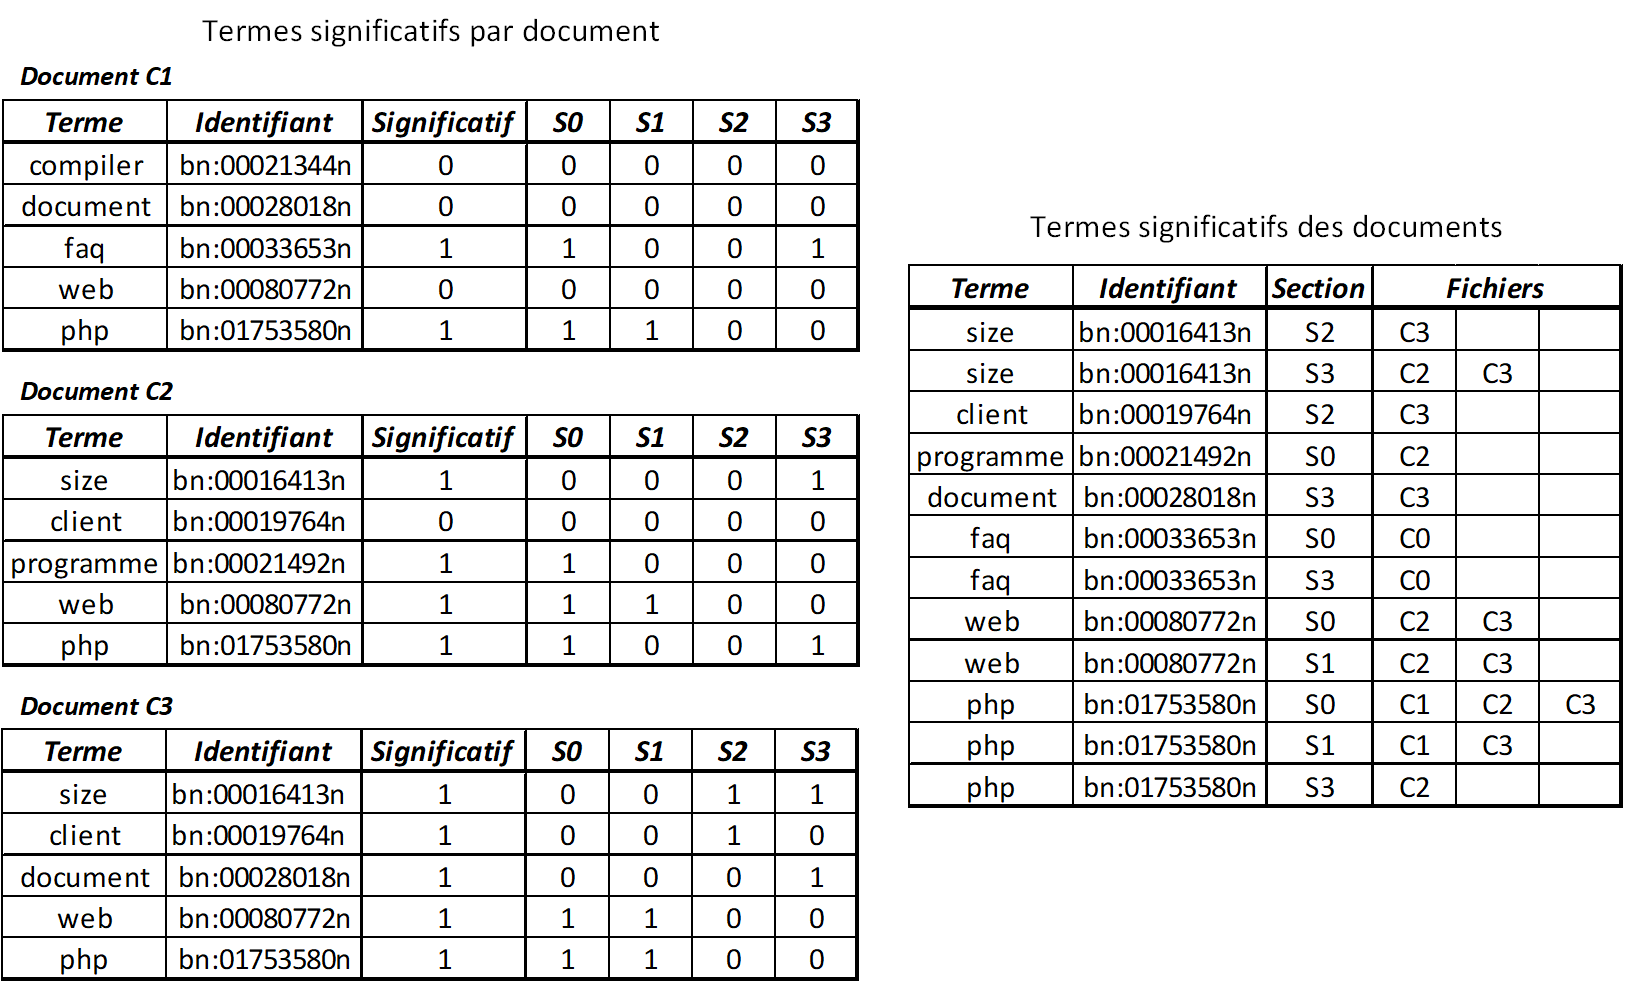 Termes significatifs par document
Document C1
Terme Identifiant Significatif S0 S1 S2 S3
compiler bn:00021344n 0 0 0 0 0
document bn:00028018n 0 0 0 0 0
faq bn:00033653n 1 1 0 0 1
web bn:00080772n 0 0 0 0 0
php bn:01753580n 1 1 1 0 0
Document C2
Terme Identifiant Significatif S0 S1 S2 S3
size bn:00016413n 1 0 0 0 1
client bn:00019764n 0 0 0 0 0
programme bn:00021492n 1 1 0 0 0
web bn:00080772n 1 1 1 0 0
php bn:01753580n 1 1 0 0 1
Document C3
Terme Identifiant Significatif S0 S1 S2 S3
size bn:00016413n 1 0 0 1 1
client bn:00019764n 1 0 0 1 0
document bn:00028018n 1 0 0 0 1
web bn:00080772n 1 1 1 0 0
php bn:01753580n 1 1 1 0 0
Termes significatifs des documents
Terme Identifiant Section Fichiers
size bn:00016413n S2 C3
size bn:00016413n S3 C2 C3
client bn:00019764n S2 C3
programme bn:00021492n S0 C2
document bn:00028018n S3 C3
faq bn:00033653n S0 C0
faq bn:00033653n S3 C0
web bn:00080772n S0 C2 C3
web bn:00080772n S1 C2 C3
php bn:01753580n S0 C1 C2 C3
php bn:01753580n S1 C1 C3
php bn:01753580n S3 C2